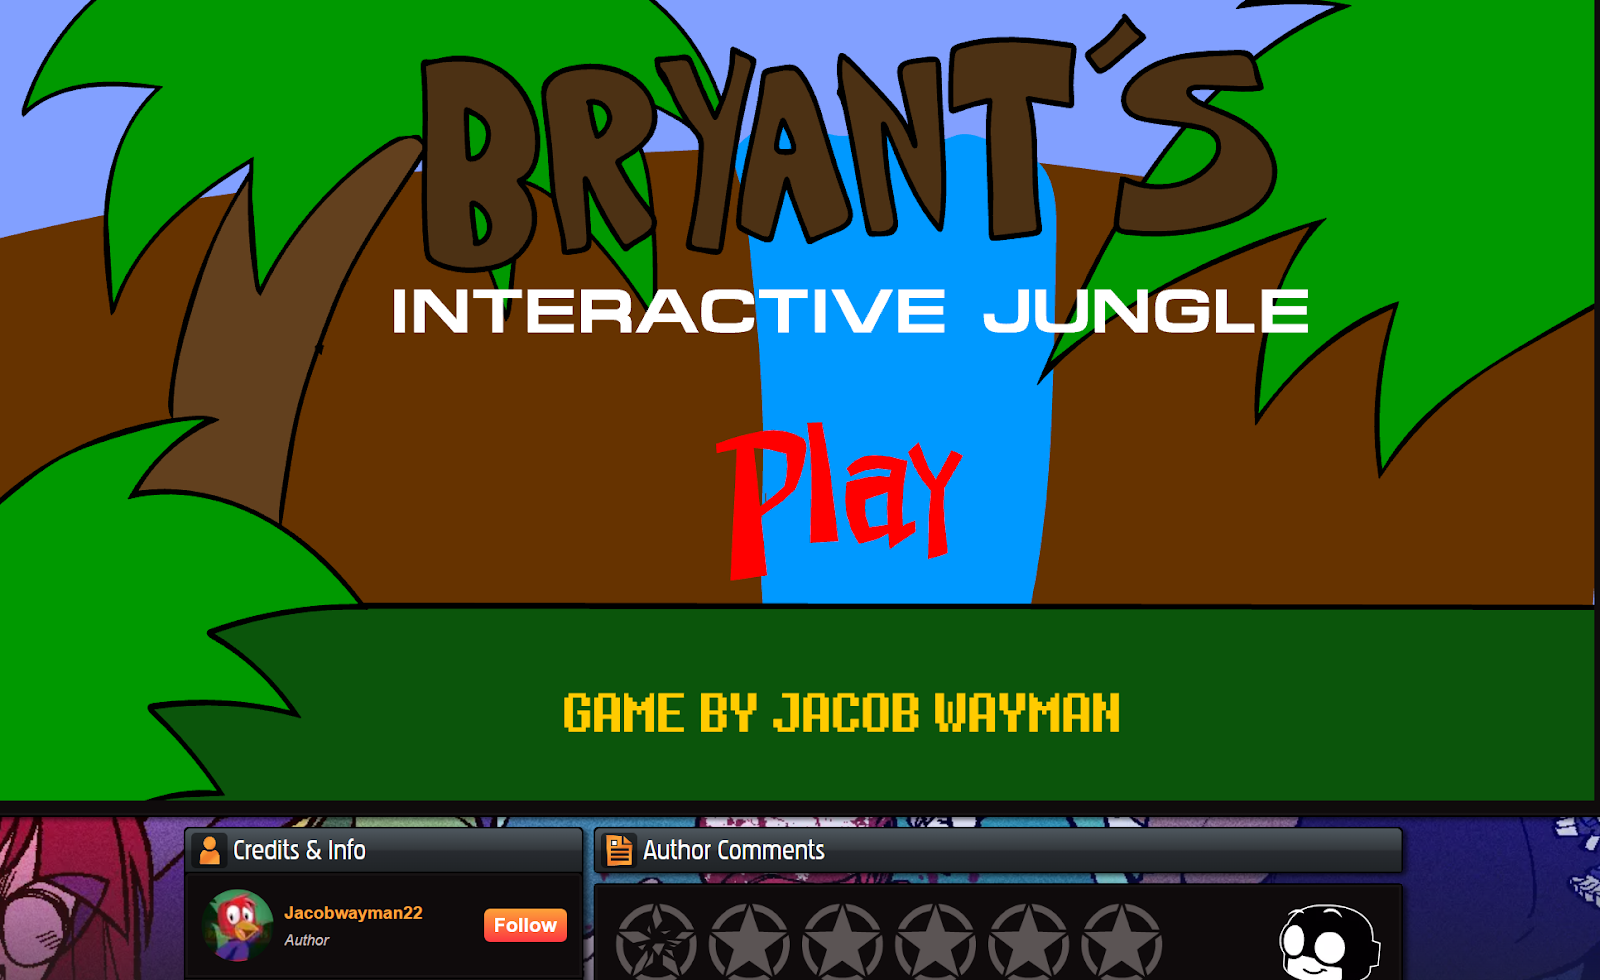 BRYANT'S
INTERACTIVE JUNGLE
Play
GAME BY JACOB WAYMAN
Credits & Info
Author Comments
Jacobwayman22
Follow
Author